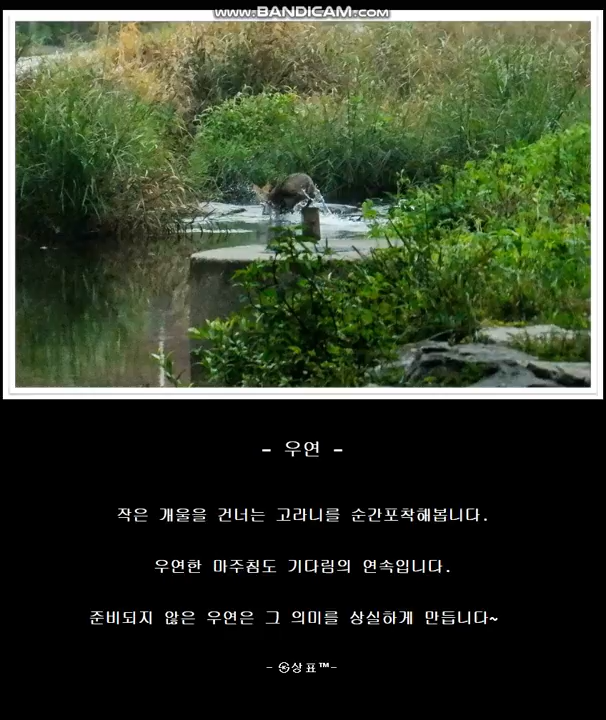 www.BANDICAM.com
- 우연 -
작은 개울을 건너는 고라니를 순간포착해봅니다.
우연한 마주침도 기다림의 연속입니다.
준비되지 않은 우연은 그 의미를 상실하게 만듭니다~
- ㉿상표™-